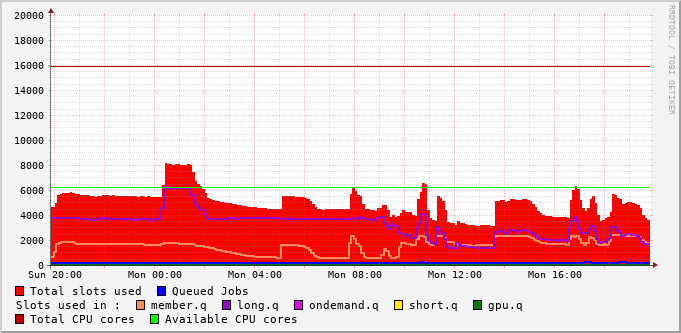 RRDTOOL / TOBI OETIKER
20000
18000
16000
14000
12000
10000
8000
6000
4000
2000
0
Sun 20:00 Mon 00:00 Mon 04:00 Mon 08:00 Mon 12:00 Mon 16:00
Total slots used Queued Jobs
Slots used in : member.q long.q ondemand.q short.q gpu.q
Total CPU cores Available CPU cores